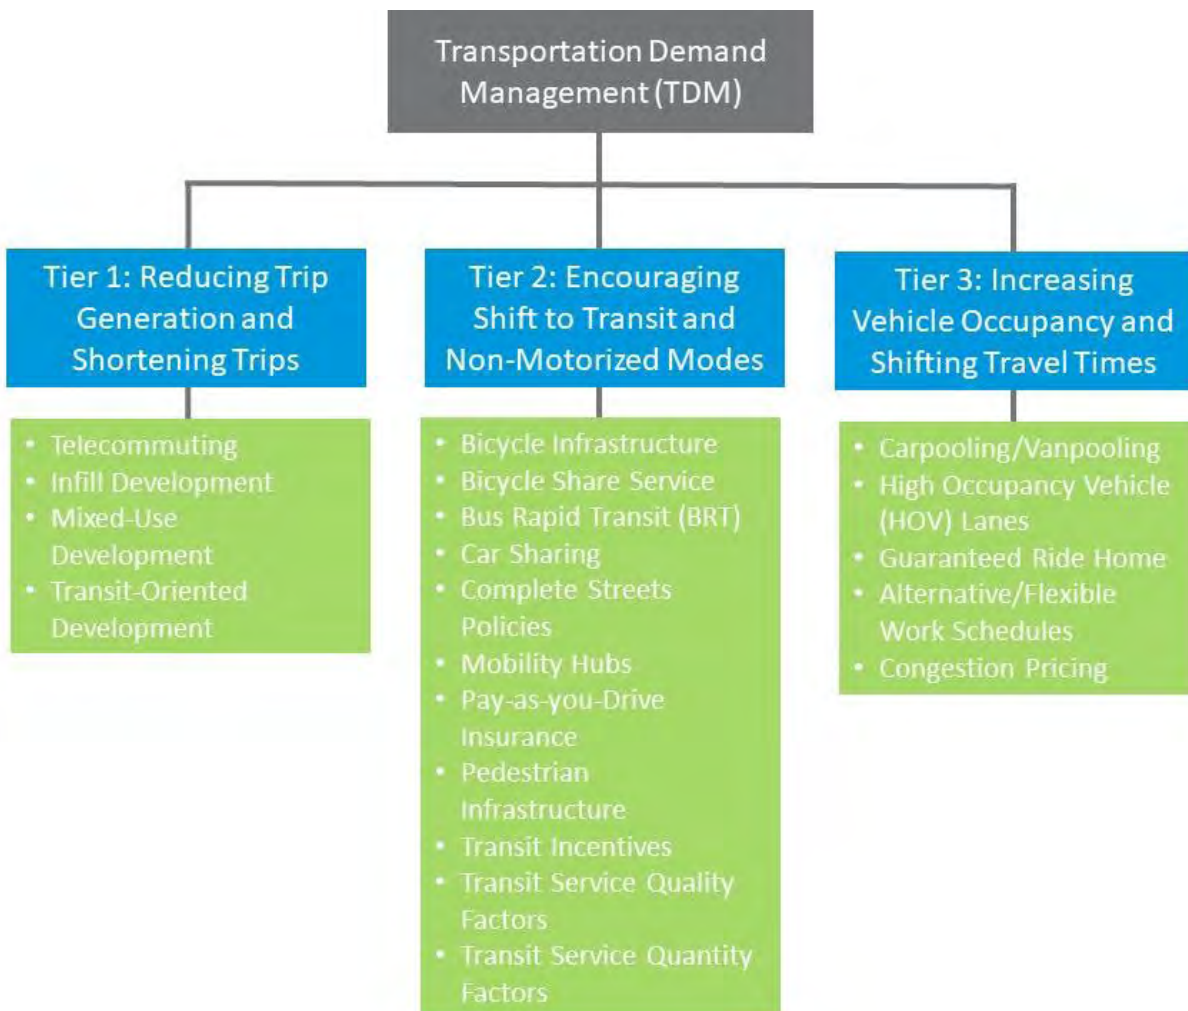 Transportation Demand
Management (TDM)
Tier 1: Reducing Trip
Generation and
Shortening Trips
• Telecommuting
• Infill Development
• Mixed-Use
Development
• Transit-Oriented
Development
Tier 2: Encouraging
Shift to Transit and
Non-Motorized Modes
• Bicycle Infrastructure
• Bicycle Share Service
• Bus Rapid Transit (BRT)
• Car Sharing
• Complete Streets
Policies
• Mobility Hubs
• Pay-as-you-Drive
Insurance
• Pedestrian
Infrastructure
• Transit Incentives
• Transit Service Quality
Factors
• Transit Service Quantity
Factors
Tier 3: Increasing
Vehicle Occupancy and
Shifting Travel Times
• Carpooling/Vanpooling
• High Occupancy Vehicle
(HOV) Lanes
• Guaranteed Ride Home
• Alternative/Flexible
Work Schedules
• Congestion Pricing